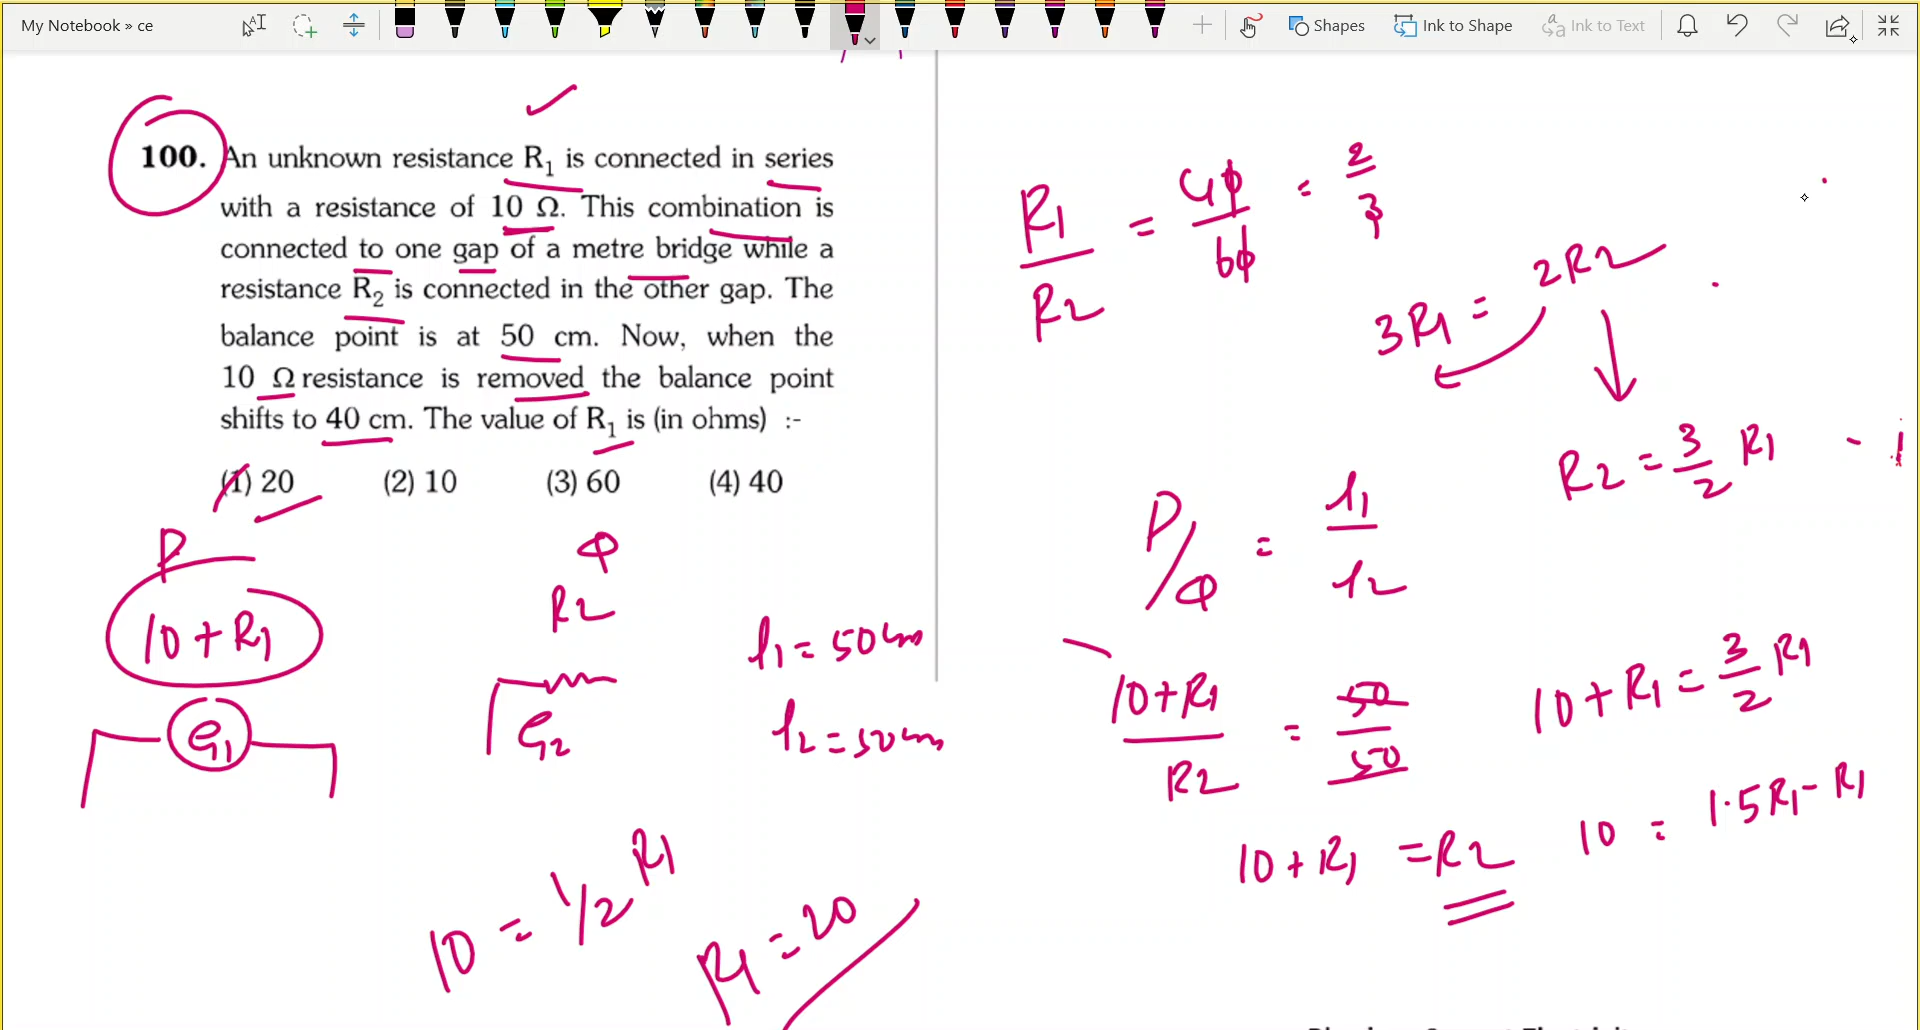 My Notebook » ce
Shapes
Ink to Shape
Ink to Text
100. An unknown resistance R₁ is connected in series
with a resistance of 10 Ω. This combination is
connected to one gap of a metre bridge while a
resistance R₂ is connected in the other gap. The
balance point is at 50 cm. Now, when the
10 Ω resistance is removed the balance point
shifts to 40 cm. The value of R₁ is (in ohms) :-
(1) 20 (2) 10 (3) 60 (4) 40
P
10 + R1
G1
Q
R2
G2
l1 = 50 cm
l2 = 50 cm
10 = 1/2 R1
R1 = 20
R1/R2 = 40/60 = 2/3
3R1 = 2R2
R2 = 3/2 R1
P/Q = l1/l2
10+R1/R2 = 50/50
10 + R1 = R2
10 + R1 = 3/2 R1
10 = 1.5R1 - R1